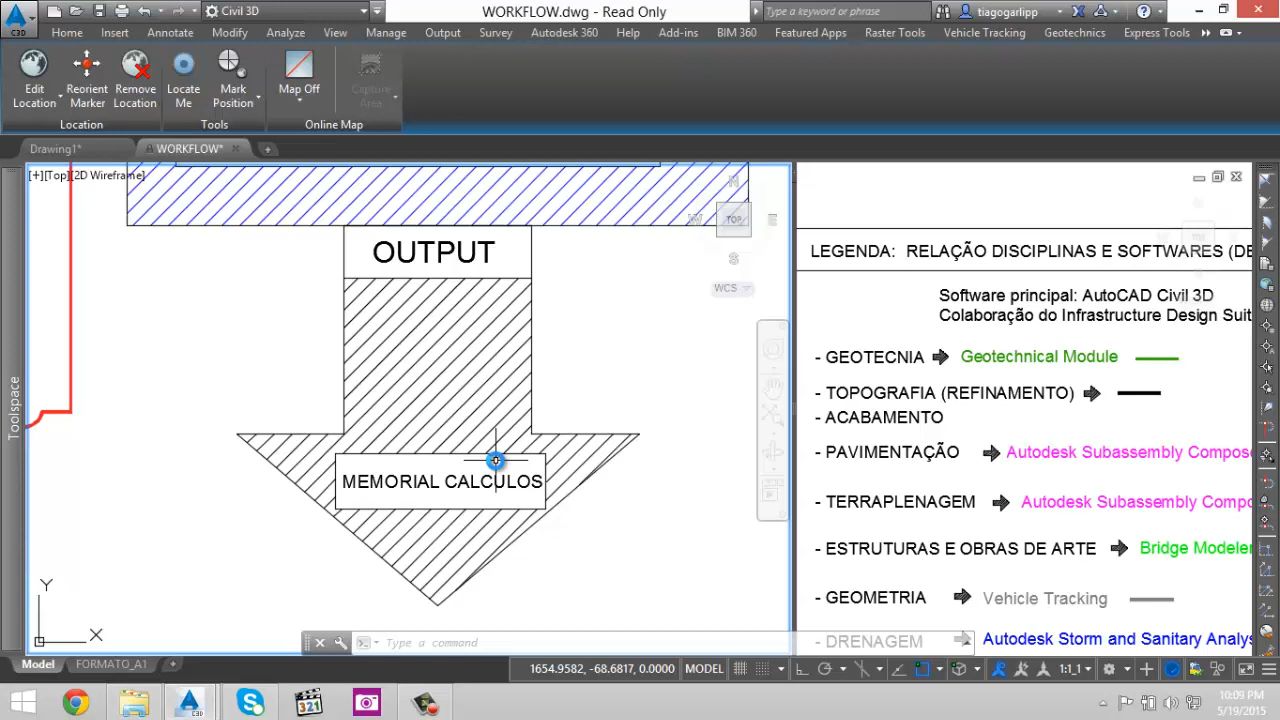 Civil 3D
WORKFLOW.dwg - Read Only
Type a keyword or phrase
tiagogarlipp
C3D
Home
Insert
Annotate
Modify
Analyze
View
Manage
Output
Survey
Autodesk 360
Help
Add-ins
BIM 360
Featured Apps
Raster Tools
Vehicle Tracking
Geotechnics
Express Tools
Edit
Location
Reorient
Marker
Remove
Location
Locate
Me
Mark
Position
Map Off
Capture
Area
Location
Tools
Online Map
Drawing1*
WORKFLOW*
[+][Top][2D Wireframe]
N
W
TOP
E
S
WCS
OUTPUT
MEMORIAL CALCULOS
Toolspace
Y
X
LEGENDA: RELAÇÃO DISCIPLINAS E SOFTWARES (DE
Software principal: AutoCAD Civil 3D
Colaboração do Infrastructure Design Suit
- GEOTECNIA Geotechnical Module
- TOPOGRAFIA (REFINAMENTO)
- ACABAMENTO
- PAVIMENTAÇÃO Autodesk Subassembly Compose
- TERRAPLENAGEM Autodesk Subassembly Compo
- ESTRUTURAS E OBRAS DE ARTE Bridge Modeler
- GEOMETRIA Vehicle Tracking
- DRENAGEM Autodesk Storm and Sanitary Analys
Type a command
Model
FORMATO_A1
1654.9582, -68.6817, 0.0000
MODEL
1:1_1
321
10:09 PM
5/19/2015